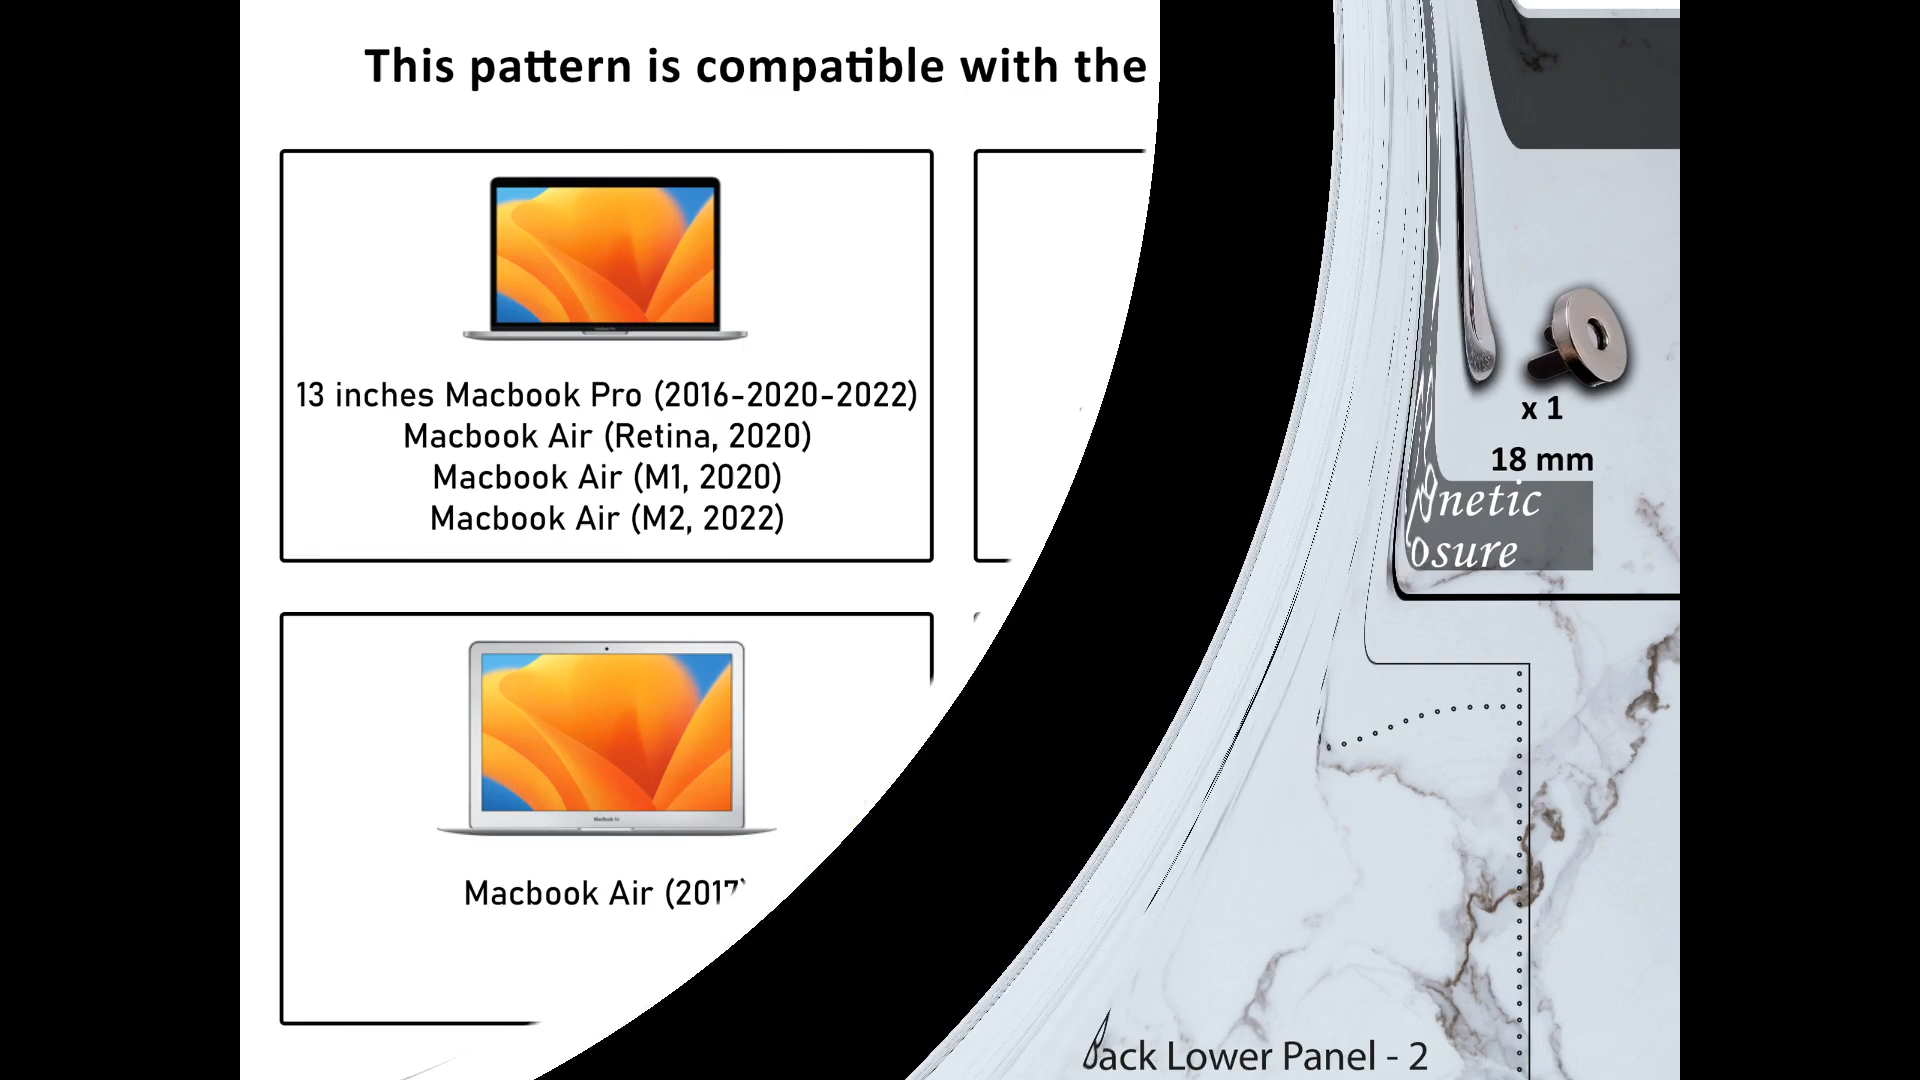 This pattern is compatible with the
13 inches Macbook Pro (2016-2020-2022)
Macbook Air (Retina, 2020)
Macbook Air (M1, 2020)
Macbook Air (M2, 2022)
Macbook Air (2017)
x 1
18 mm
netic
osure
ack Lower Panel - 2